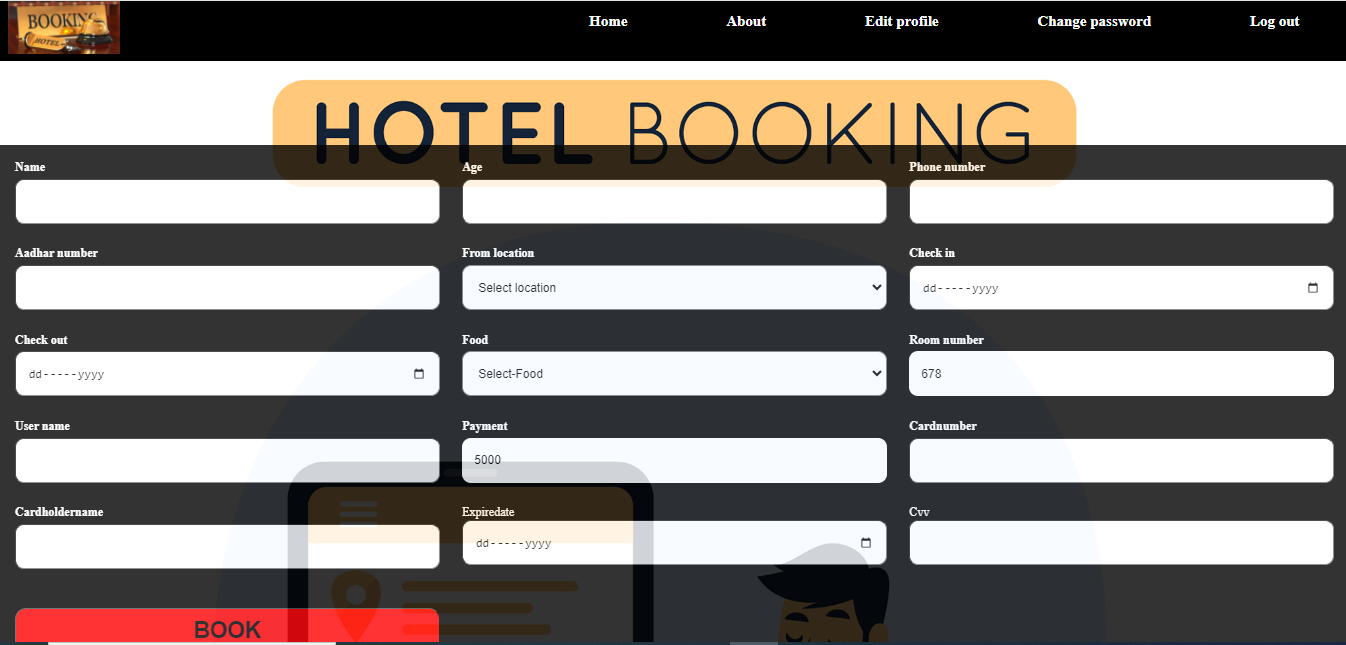 BOOKING
HOTEL
Home About Edit profile Change password Log out
HOTEL BOOKING
Name Age Phone number
Aadhar number From location Check in
Select location dd-----yyyy
Check out Food Room number
dd-----yyyy Select-Food 678
User name Payment Cardnumber
5000
Cardholdername Expiredate Cvv
dd-----yyyy
BOOK